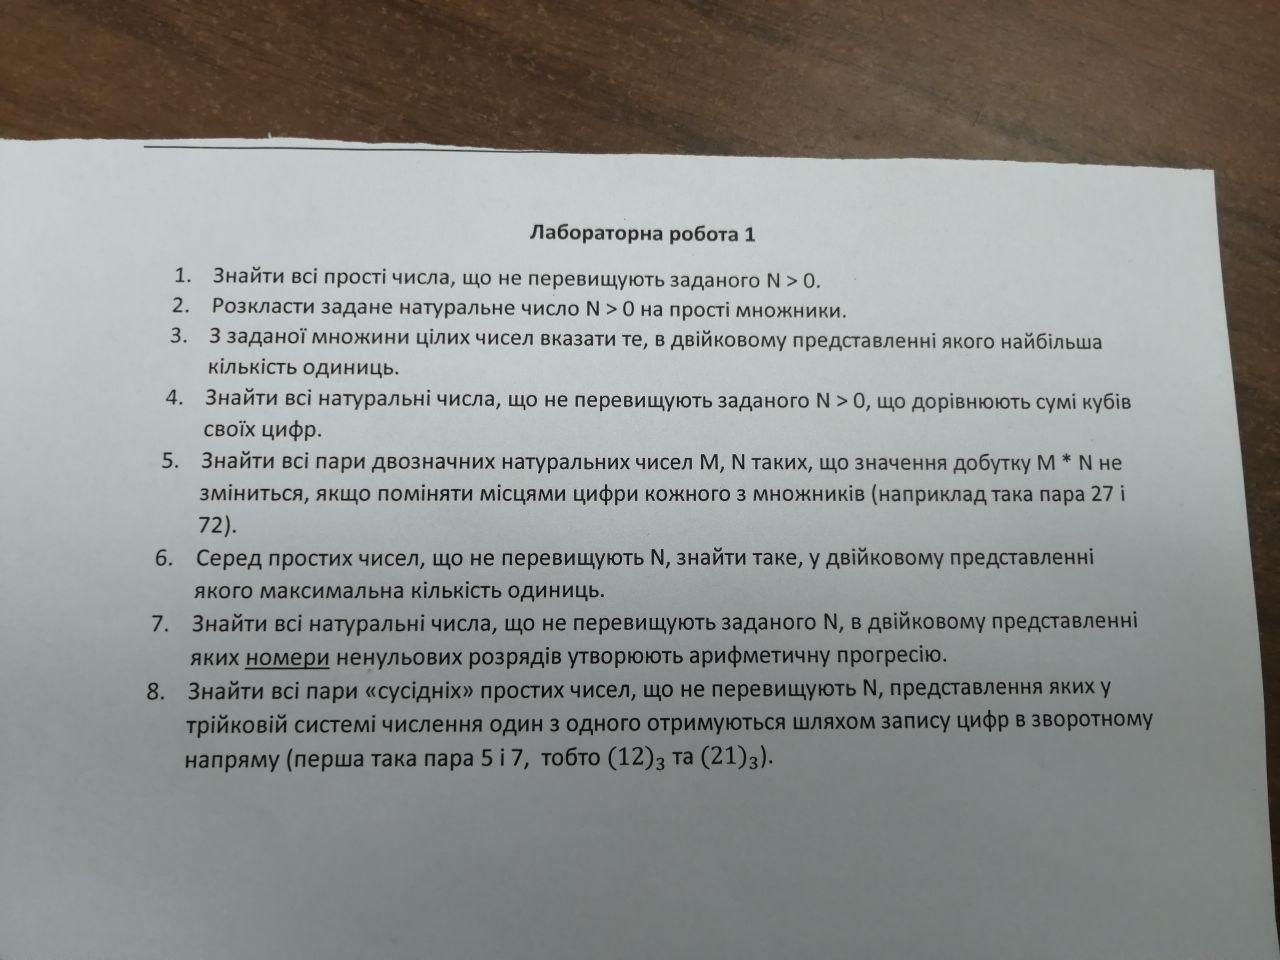 Лабораторна робота 1
1. Знайти всі прості числа, що не перевищують заданого N > 0.
2. Розкласти задане натуральне число N > 0 на прості множники.
3. З заданої множини цілих чисел вказати те, в двійковому представленні якого найбільша
кількість одиниць.
4. Знайти всі натуральні числа, що не перевищують заданого N > 0, що дорівнюють сумі кубів
своїх цифр.
5. Знайти всі пари двозначних натуральних чисел M, N таких, що значення добутку M * N не
зміниться, якщо поміняти місцями цифри кожного з множників (наприклад така пара 27 і
72).
6. Серед простих чисел, що не перевищують N, знайти таке, у двійковому представленні
якого максимальна кількість одиниць.
7. Знайти всі натуральні числа, що не перевищують заданого N, в двійковому представленні
яких номери ненульових розрядів утворюють арифметичну прогресію.
8. Знайти всі пари «сусідніх» простих чисел, що не перевищують N, представлення яких у
трійковій системі числення один з одного отримуються шляхом запису цифр в зворотному
напряму (перша така пара 5 і 7, тобто (12)₃ та (21)₃).